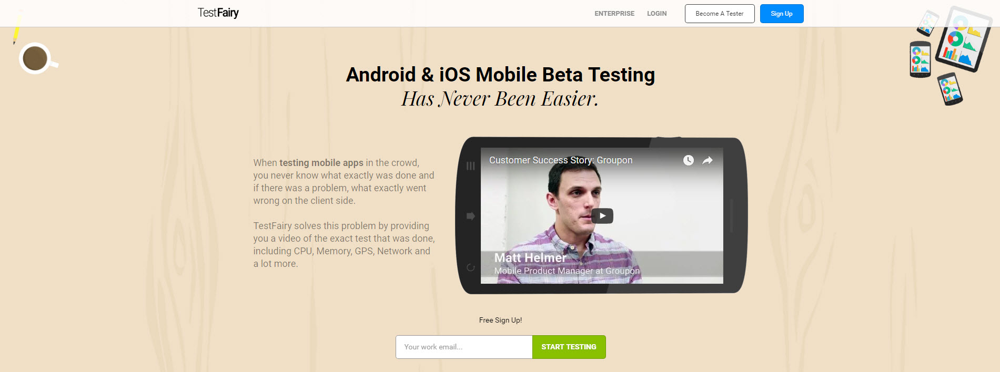 TestFairy
ENTERPRISE
LOGIN
Become A Tester
Sign Up
Android & iOS Mobile Beta Testing
Has Never Been Easier.
When testing mobile apps in the crowd,
you never know what exactly was done and
if there was a problem, what exactly went
wrong on the client side.
TestFairy solves this problem by providing
you a video of the exact test that was done,
including CPU, Memory, GPS, Network and
a lot more.
Customer Success Story: Groupon
Matt Helmer
Mobile Product Manager at Groupon
Free Sign Up!
Your work email...
START TESTING